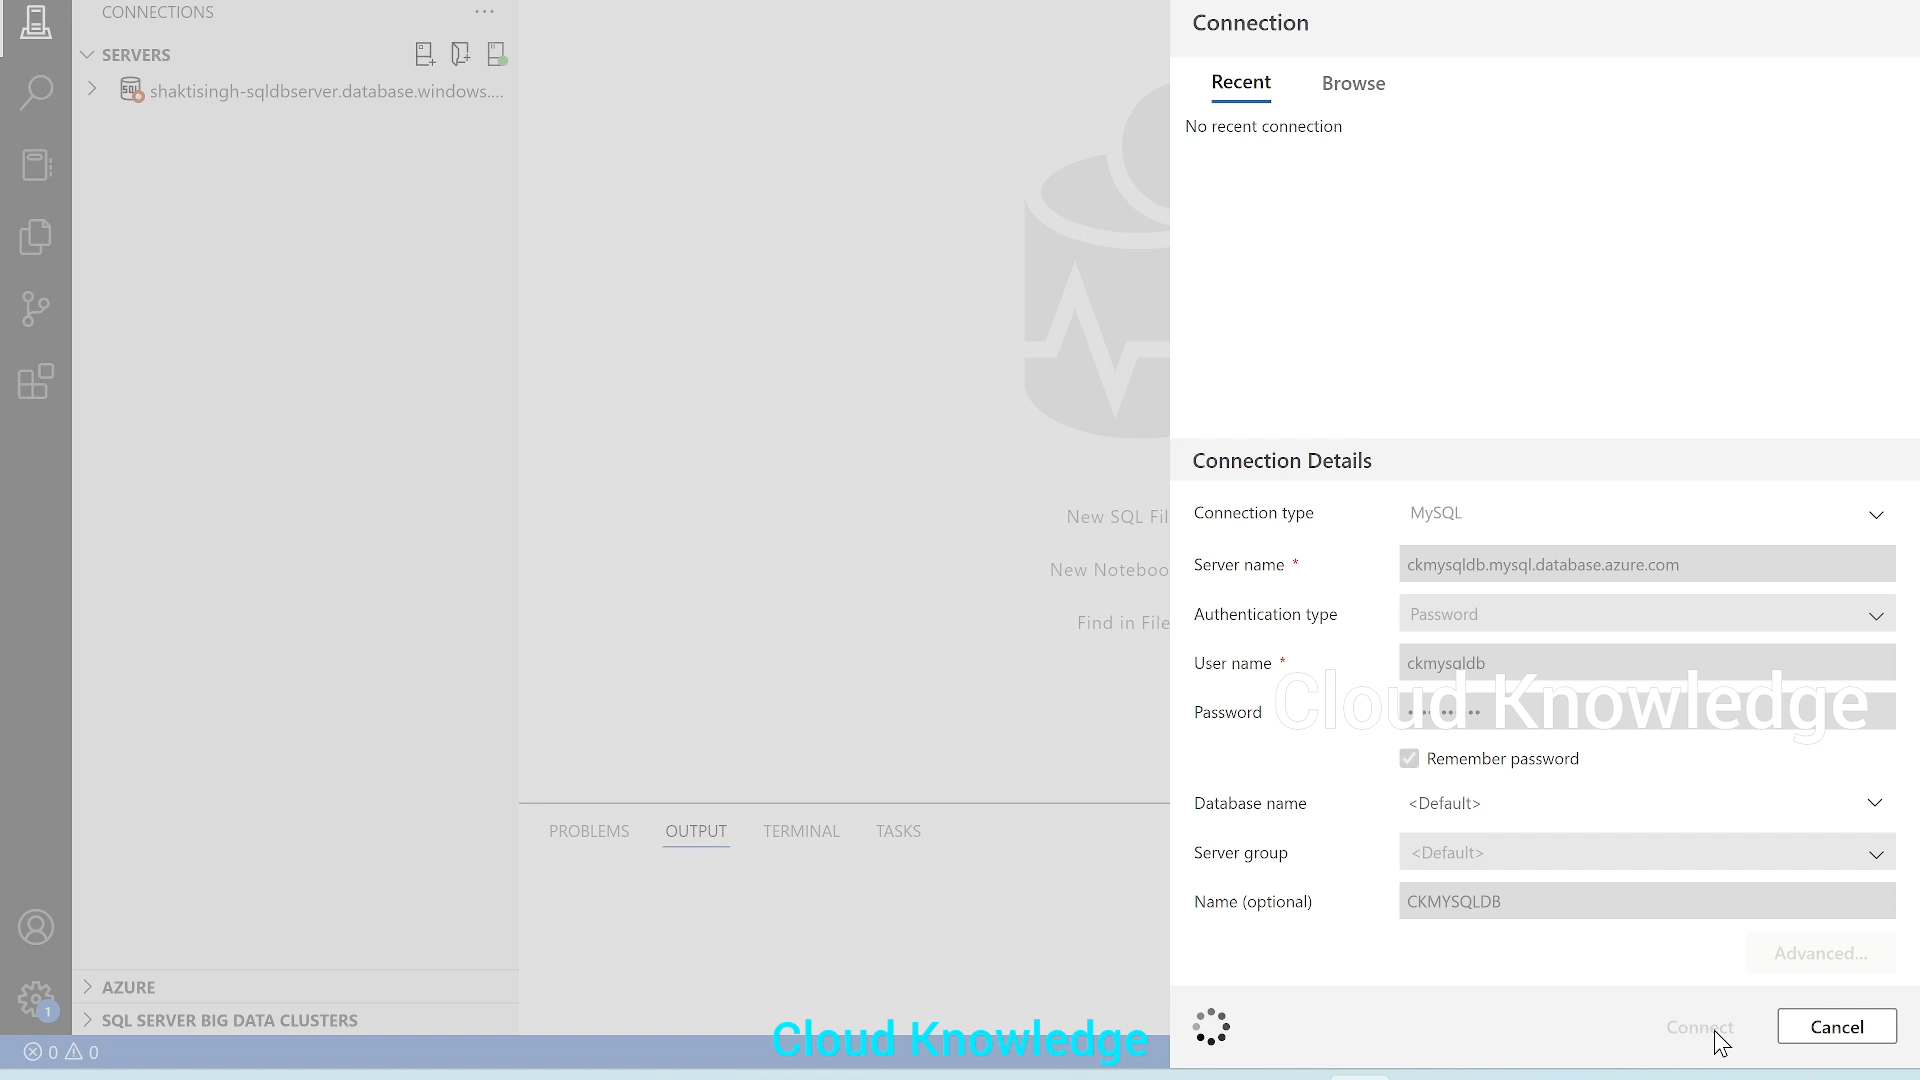 CONNECTIONS
SERVERS
shaktisingh-sqldbserver.database.windows....
New SQL Fil
New Noteboo
Find in File
PROBLEMS
OUTPUT
TERMINAL
TASKS
AZURE
SQL SERVER BIG DATA CLUSTERS
1
0
0
Cloud Knowledge
Connection
Recent
Browse
No recent connection
Connection Details
Connection type
MySQL
Server name *
ckmysqldb.mysql.database.azure.com
Authentication type
Password
User name *
ckmysqldb
Password
Cloud Knowledge
Remember password
Database name
<Default>
Server group
<Default>
Name (optional)
CKMYSQLDB
Advanced...
Connect
Cancel